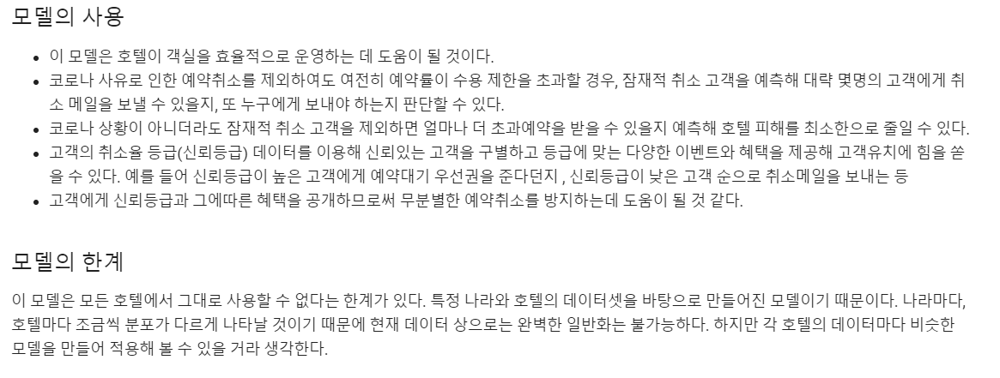 모델의 사용
• 이 모델은 호텔이 객실을 효율적으로 운영하는 데 도움이 될 것이다.
• 코로나 사유로 인한 예약취소를 제외하여도 여전히 예약률이 수용 제한을 초과할 경우, 잠재적 취소 고객을 예측해 대략 몇명의 고객에게 취
소 메일을 보낼 수 있을지, 또 누구에게 보내야 하는지 판단할 수 있다.
• 코로나 상황이 아니더라도 잠재적 취소 고객을 제외하면 얼마나 더 초과예약을 받을 수 있을지 예측해 호텔 피해를 최소한으로 줄일 수 있다.
• 고객의 취소율 등급(신뢰등급) 데이터를 이용해 신뢰있는 고객을 구별하고 등급에 맞는 다양한 이벤트와 혜택을 제공해 고객유치에 힘을 쏟
을 수 있다. 예를 들어 신뢰등급이 높은 고객에게 예약대기 우선권을 준다던지 , 신뢰등급이 낮은 고객 순으로 취소메일을 보내는 등
• 고객에게 신뢰등급과 그에따른 혜택을 공개하므로써 무분별한 예약취소를 방지하는데 도움이 될 것 같다.
모델의 한계
이 모델은 모든 호텔에서 그대로 사용할 수 없다는 한계가 있다. 특정 나라와 호텔의 데이터셋을 바탕으로 만들어진 모델이기 때문이다. 나라마다,
호텔마다 조금씩 분포가 다르게 나타날 것이기 때문에 현재 데이터 상으로는 완벽한 일반화는 불가능하다. 하지만 각 호텔의 데이터마다 비슷한
모델을 만들어 적용해 볼 수 있을 거라 생각한다.